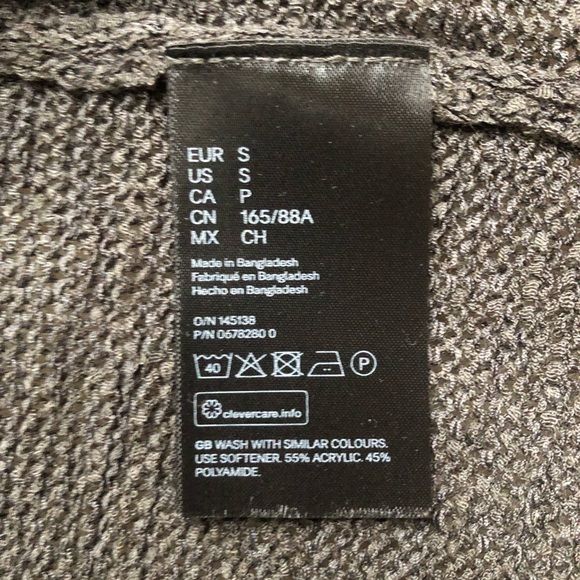 EUR S
US S
CA P
CN 165/88A
MX CH
Made in Bangladesh
Fabriqué en Bangladesh
Hecho en Bangladesh
O/N 145138
P/N 0678280 0
40 P
clevercare.info
GB WASH WITH SIMILAR COLOURS.
USE SOFTENER. 55% ACRYLIC. 45%
POLYAMIDE.